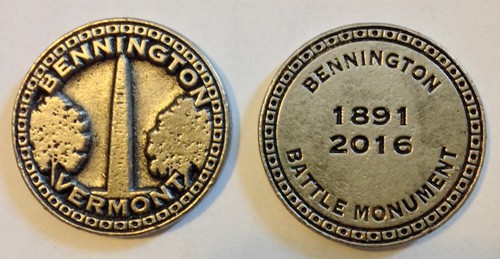 BENNINGTON
VERMONT
BENNINGTON
1891
2016
BATTLE MONUMENT